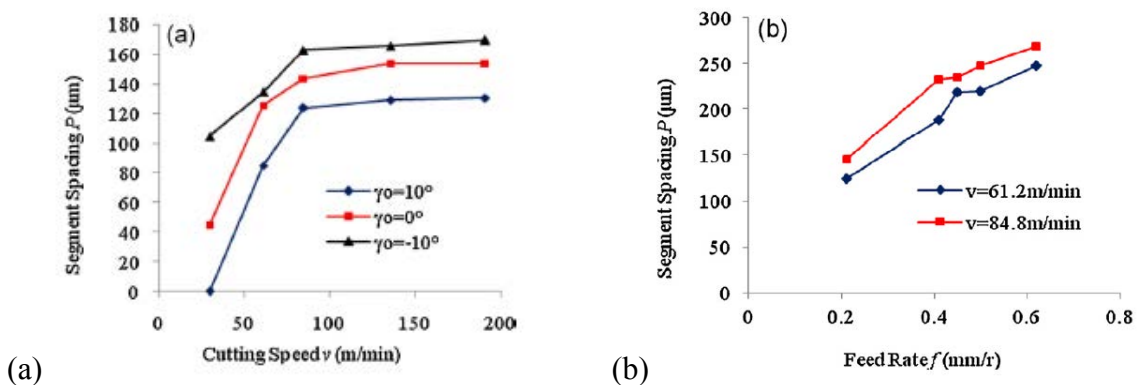 (a)
180
160
140
120
100
80
60
40
20
0
0 50 100 150 200
Segment Spacing P (µm)
Cutting Speed v (m/min)
γo=10°
γo=0°
γo=-10°
(a)
(b)
300
250
200
150
100
50
0
0.0 0.2 0.4 0.6 0.8
Segment Spacing P (µm)
Feed Rate f (mm/r)
v=61.2m/min
v=84.8m/min
(b)